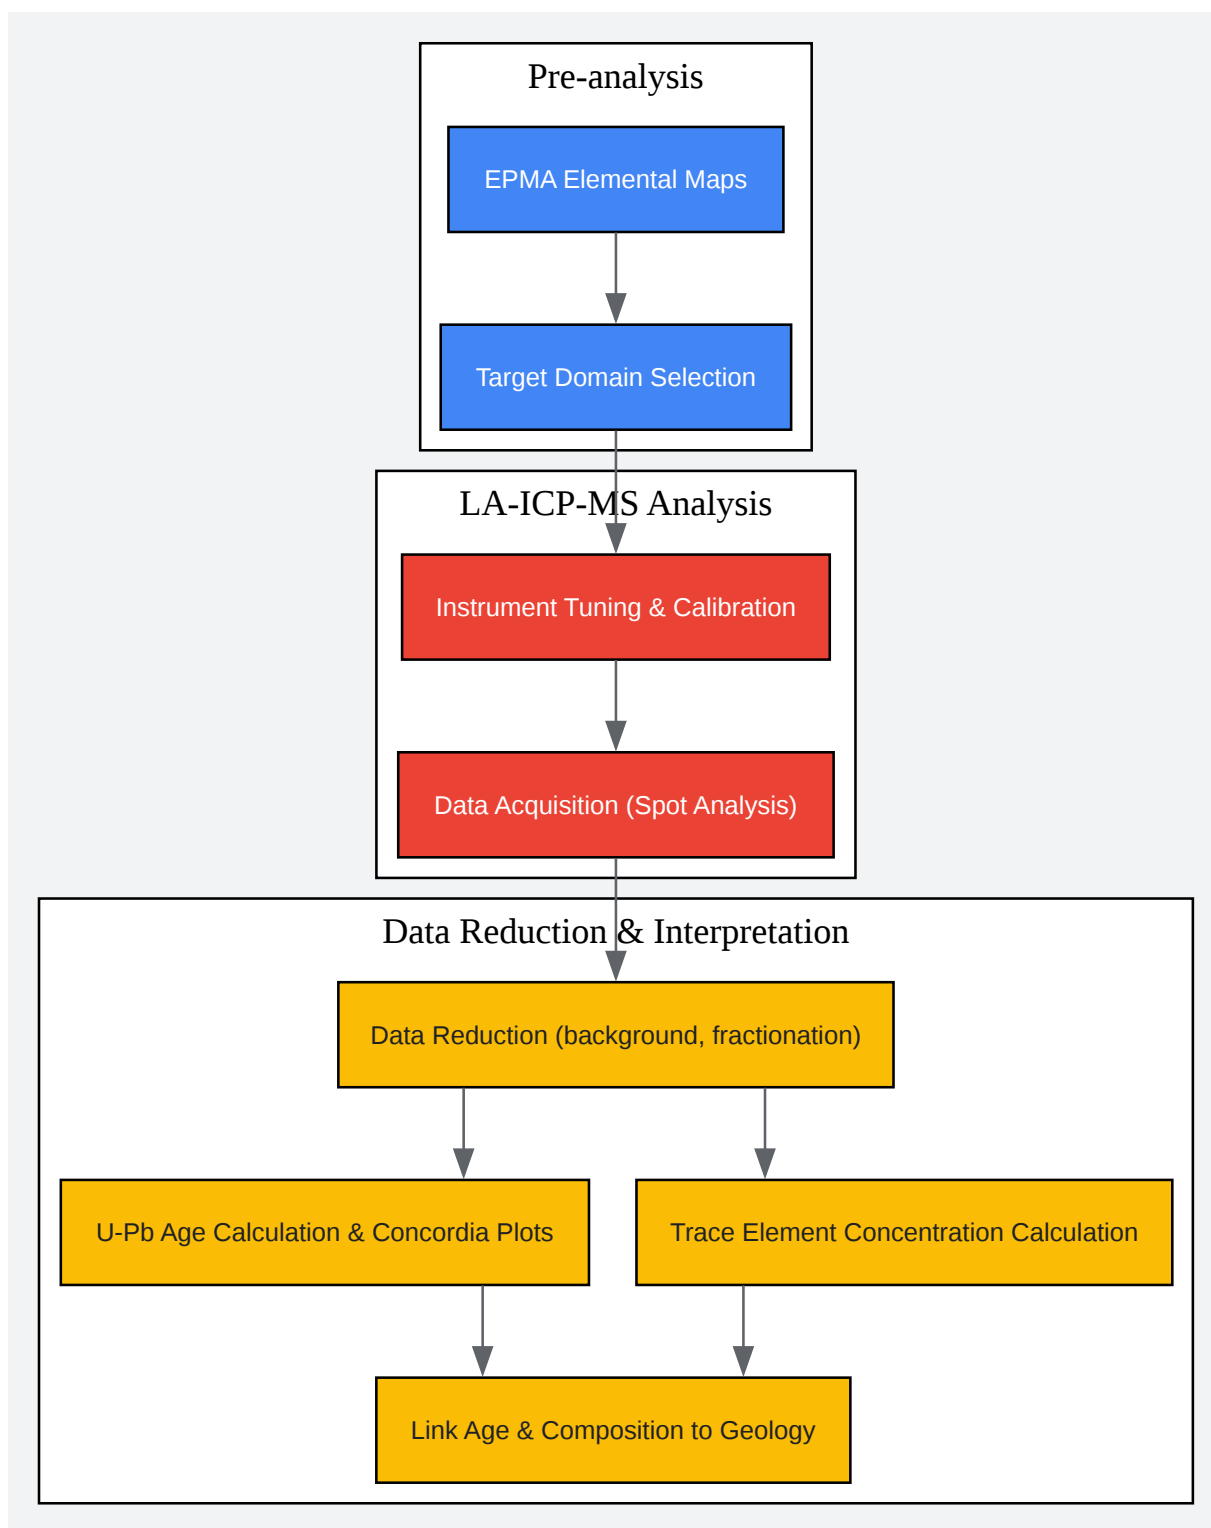 Pre-analysis
EPMA Elemental Maps
Target Domain Selection
LA-ICP-MS Analysis
Instrument Tuning & Calibration
Data Acquisition (Spot Analysis)
Data Reduction & Interpretation
Data Reduction (background, fractionation)
U-Pb Age Calculation & Concordia Plots
Trace Element Concentration Calculation
Link Age & Composition to Geology